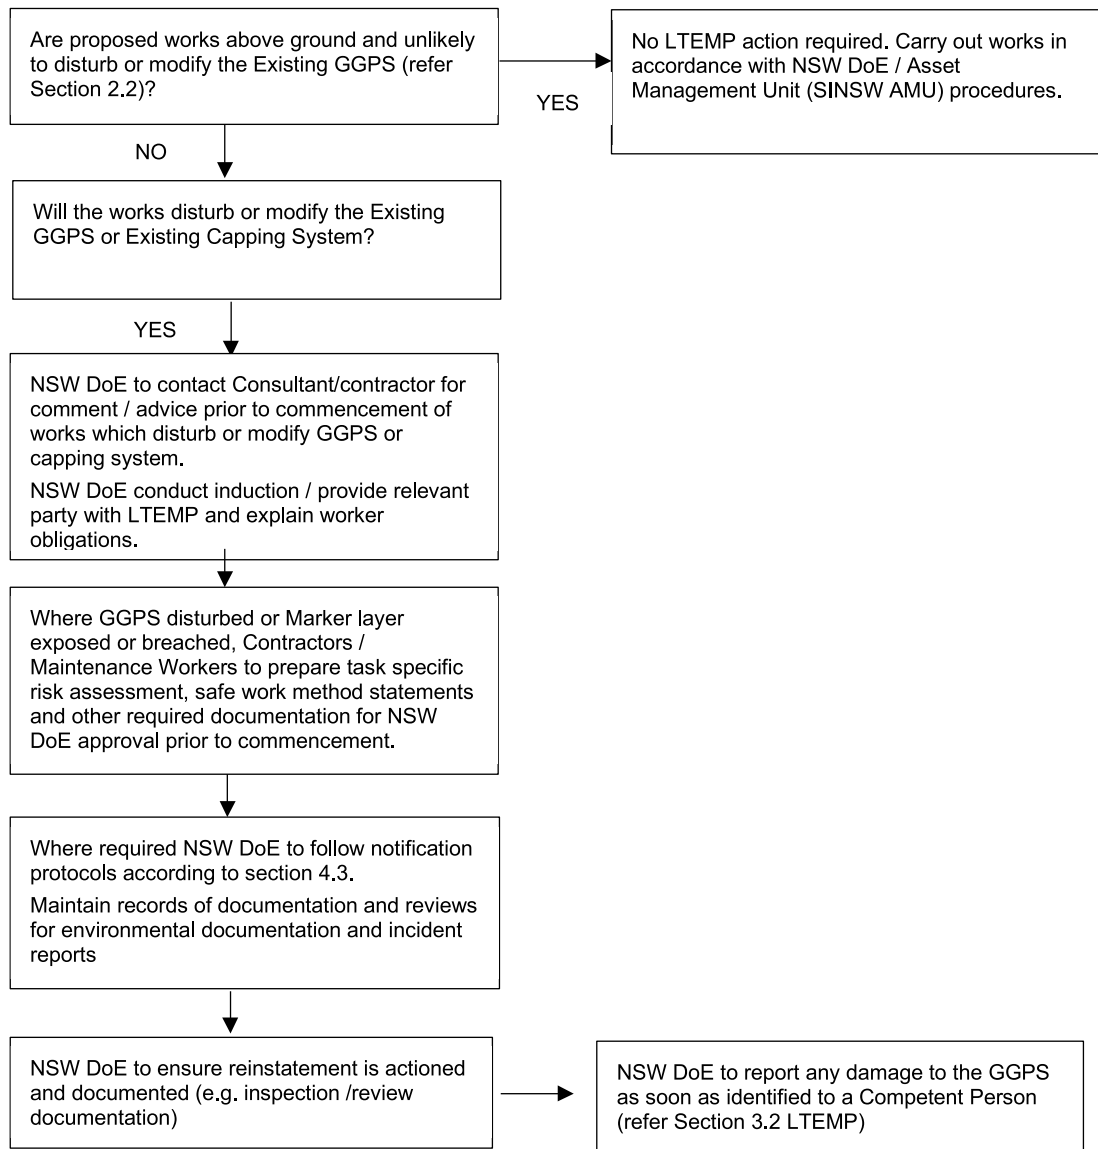 Are proposed works above ground and unlikely
to disturb or modify the Existing GGPS (refer
Section 2.2)?
YES
No LTEMP action required. Carry out works in
accordance with NSW DoE / Asset
Management Unit (SINSW AMU) procedures.
NO
Will the works disturb or modify the Existing
GGPS or Existing Capping System?
YES
NSW DoE to contact Consultant/contractor for
comment / advice prior to commencement of
works which disturb or modify GGPS or
capping system.
NSW DoE conduct induction / provide relevant
party with LTEMP and explain worker
obligations.
Where GGPS disturbed or Marker layer
exposed or breached, Contractors /
Maintenance Workers to prepare task specific
risk assessment, safe work method statements
and other required documentation for NSW
DoE approval prior to commencement.
Where required NSW DoE to follow notification
protocols according to section 4.3.
Maintain records of documentation and reviews
for environmental documentation and incident
reports
NSW DoE to ensure reinstatement is actioned
and documented (e.g. inspection /review
documentation)
NSW DoE to report any damage to the GGPS
as soon as identified to a Competent Person
(refer Section 3.2 LTEMP)